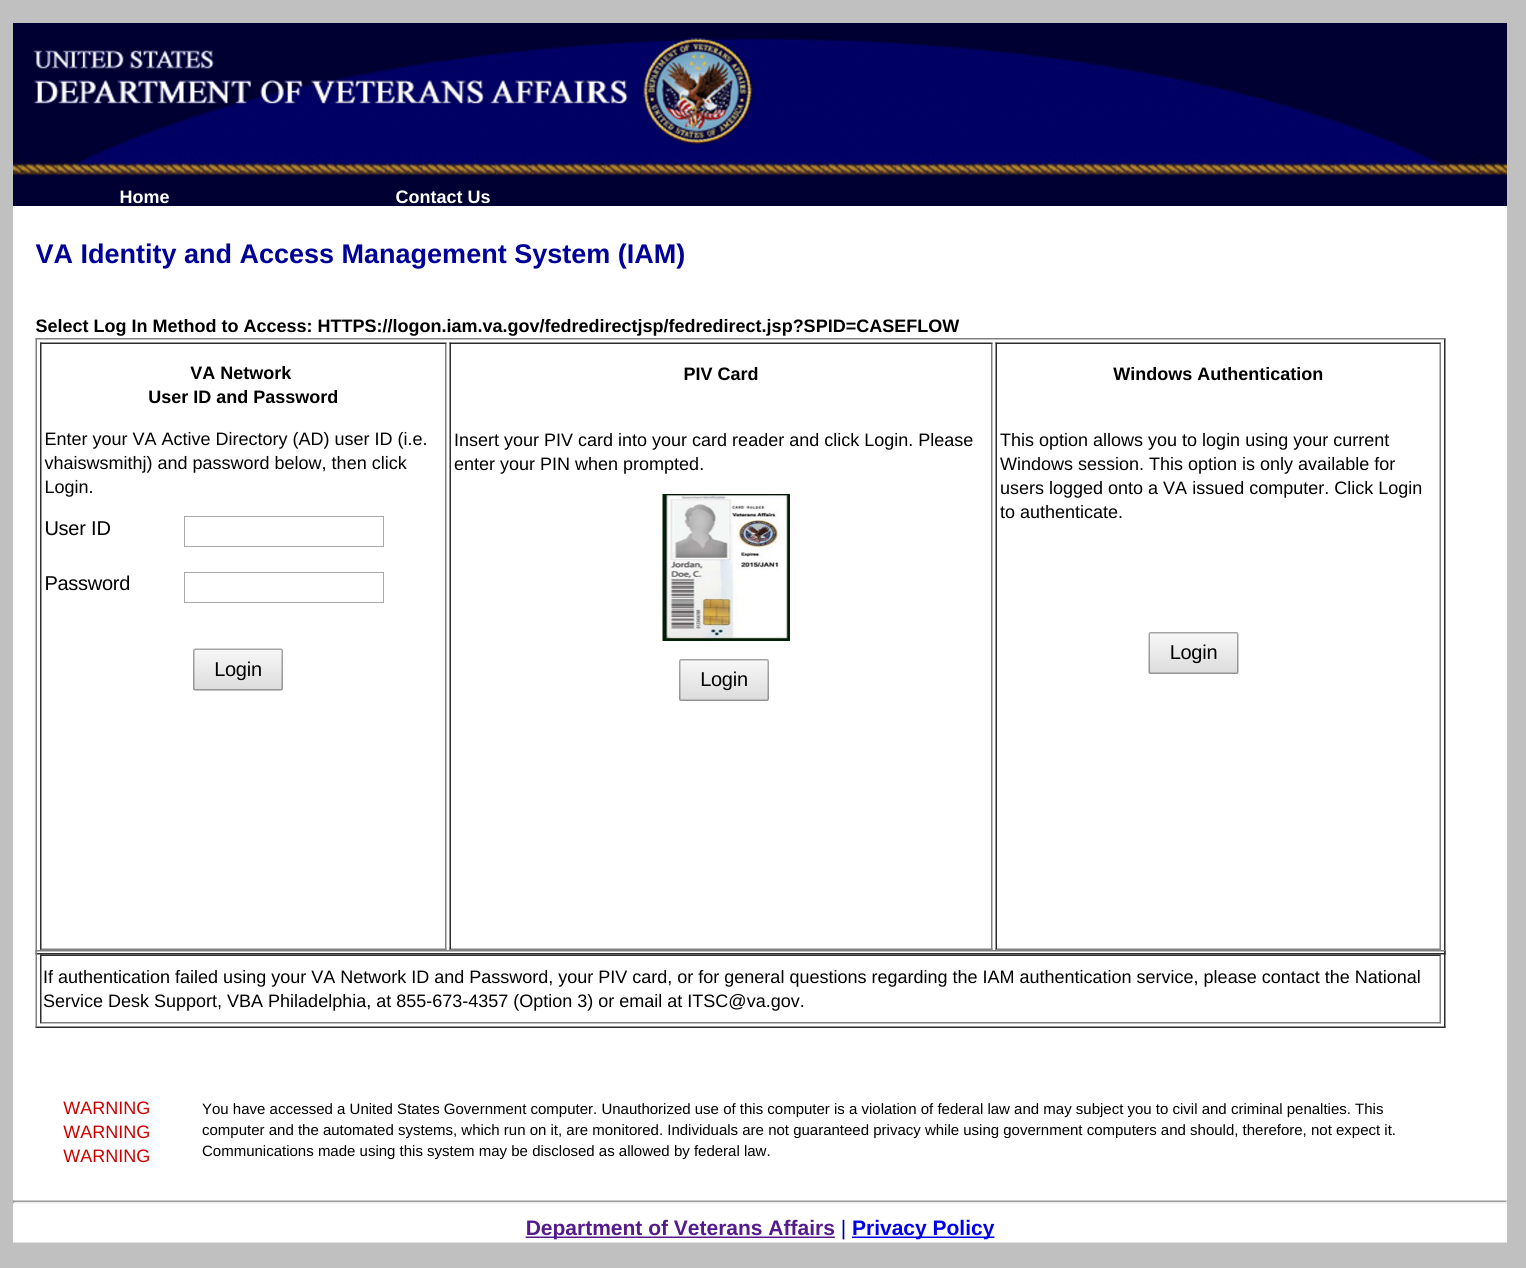 UNITED STATES
DEPARTMENT OF VETERANS AFFAIRS
DEPARTMENT OF VETERANS AFFAIRS
UNITED STATES OF AMERICA
Home
Contact Us
VA Identity and Access Management System (IAM)
Select Log In Method to Access: HTTPS://logon.iam.va.gov/fedredirectjsp/fedredirect.jsp?SPID=CASEFLOW
VA Network
User ID and Password
Enter your VA Active Directory (AD) user ID (i.e.
vhaiswsmithj) and password below, then click
Login.
User ID
Password
Login
PIV Card
Insert your PIV card into your card reader and click Login. Please
enter your PIN when prompted.
CARD HOLDER
Veterans Affairs
Expires
2015/JAN1
Jordan,
Doe, C.
Login
Windows Authentication
This option allows you to login using your current
Windows session. This option is only available for
users logged onto a VA issued computer. Click Login
to authenticate.
Login
If authentication failed using your VA Network ID and Password, your PIV card, or for general questions regarding the IAM authentication service, please contact the National
Service Desk Support, VBA Philadelphia, at 855-673-4357 (Option 3) or email at ITSC@va.gov.
WARNING
WARNING
WARNING
You have accessed a United States Government computer. Unauthorized use of this computer is a violation of federal law and may subject you to civil and criminal penalties. This
computer and the automated systems, which run on it, are monitored. Individuals are not guaranteed privacy while using government computers and should, therefore, not expect it.
Communications made using this system may be disclosed as allowed by federal law.
Department of Veterans Affairs | Privacy Policy